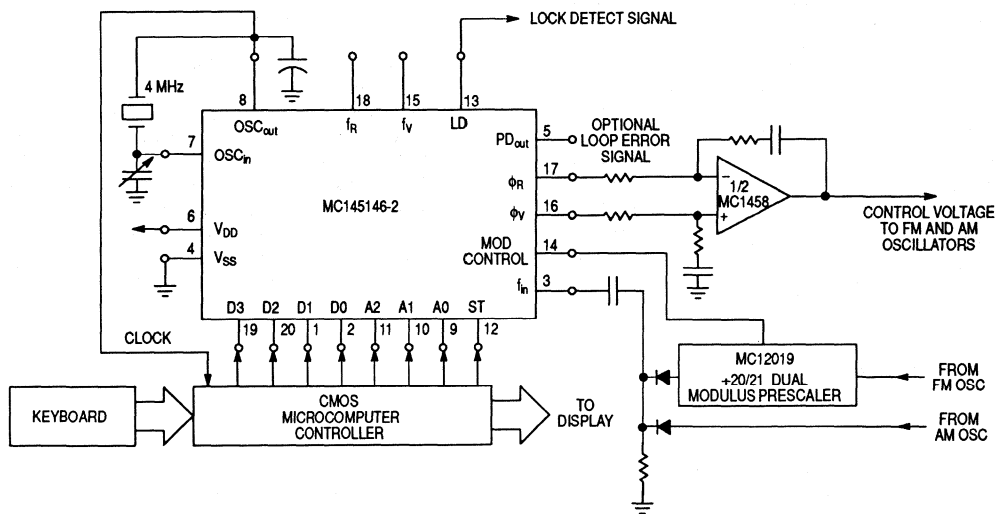 LOCK DETECT SIGNAL
4 MHz
8
18
15
13
OSCout
fR
fV
LD
7
OSCin
PDout
5
OPTIONAL
LOOP ERROR
SIGNAL
17
ϕR
MC145146-2
1/2
MC1458
−
+
6
VDD
16
ϕV
CONTROL VOLTAGE
TO FM AND AM
OSCILLATORS
4
VSS
MOD
CONTROL
14
fin
3
D3
D2
D1
D0
A2
A1
A0
ST
19
20
1
2
11
10
9
12
CLOCK
MC12019
+20/21 DUAL
MODULUS PRESCALER
FROM
FM OSC
KEYBOARD
CMOS
MICROCOMPUTER
CONTROLLER
TO
DISPLAY
FROM
AM OSC